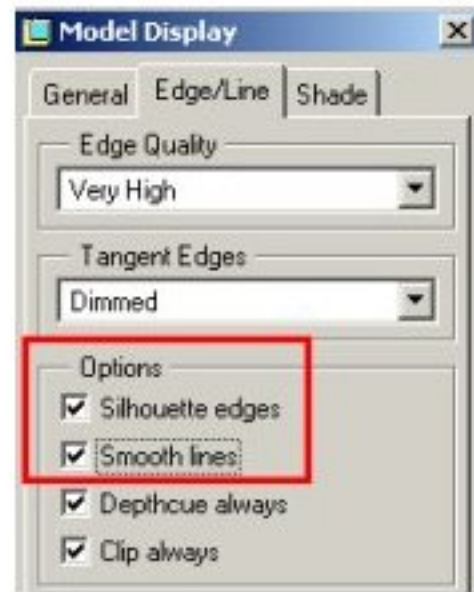 Model Display
General Edge/Line Shade
Edge Quality
Very High
Tangent Edges
Dimmed
Options
Silhouette edges
Smooth lines
Depthcue always
Clip always